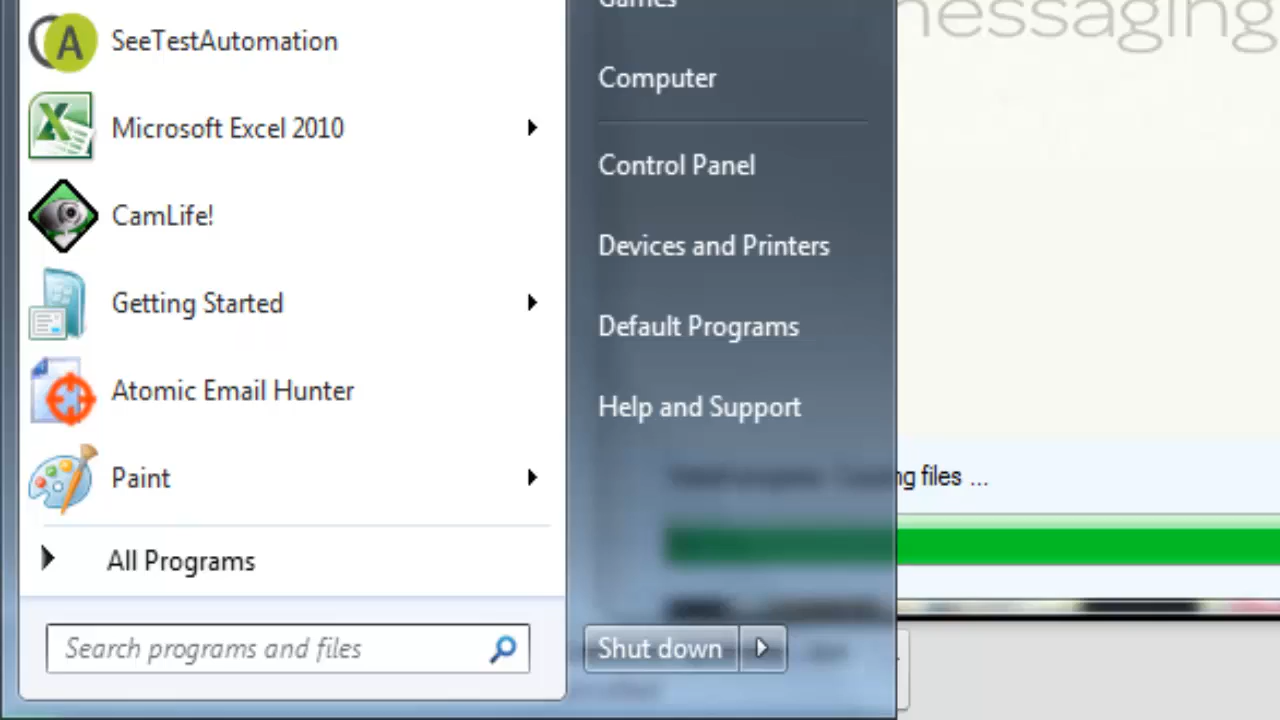 Games
essaging
SeeTestAutomation
Computer
Microsoft Excel 2010
Control Panel
CamLife!
Devices and Printers
Getting Started
Default Programs
Atomic Email Hunter
Help and Support
Paint
files ...
All Programs
Search programs and files
Shut down